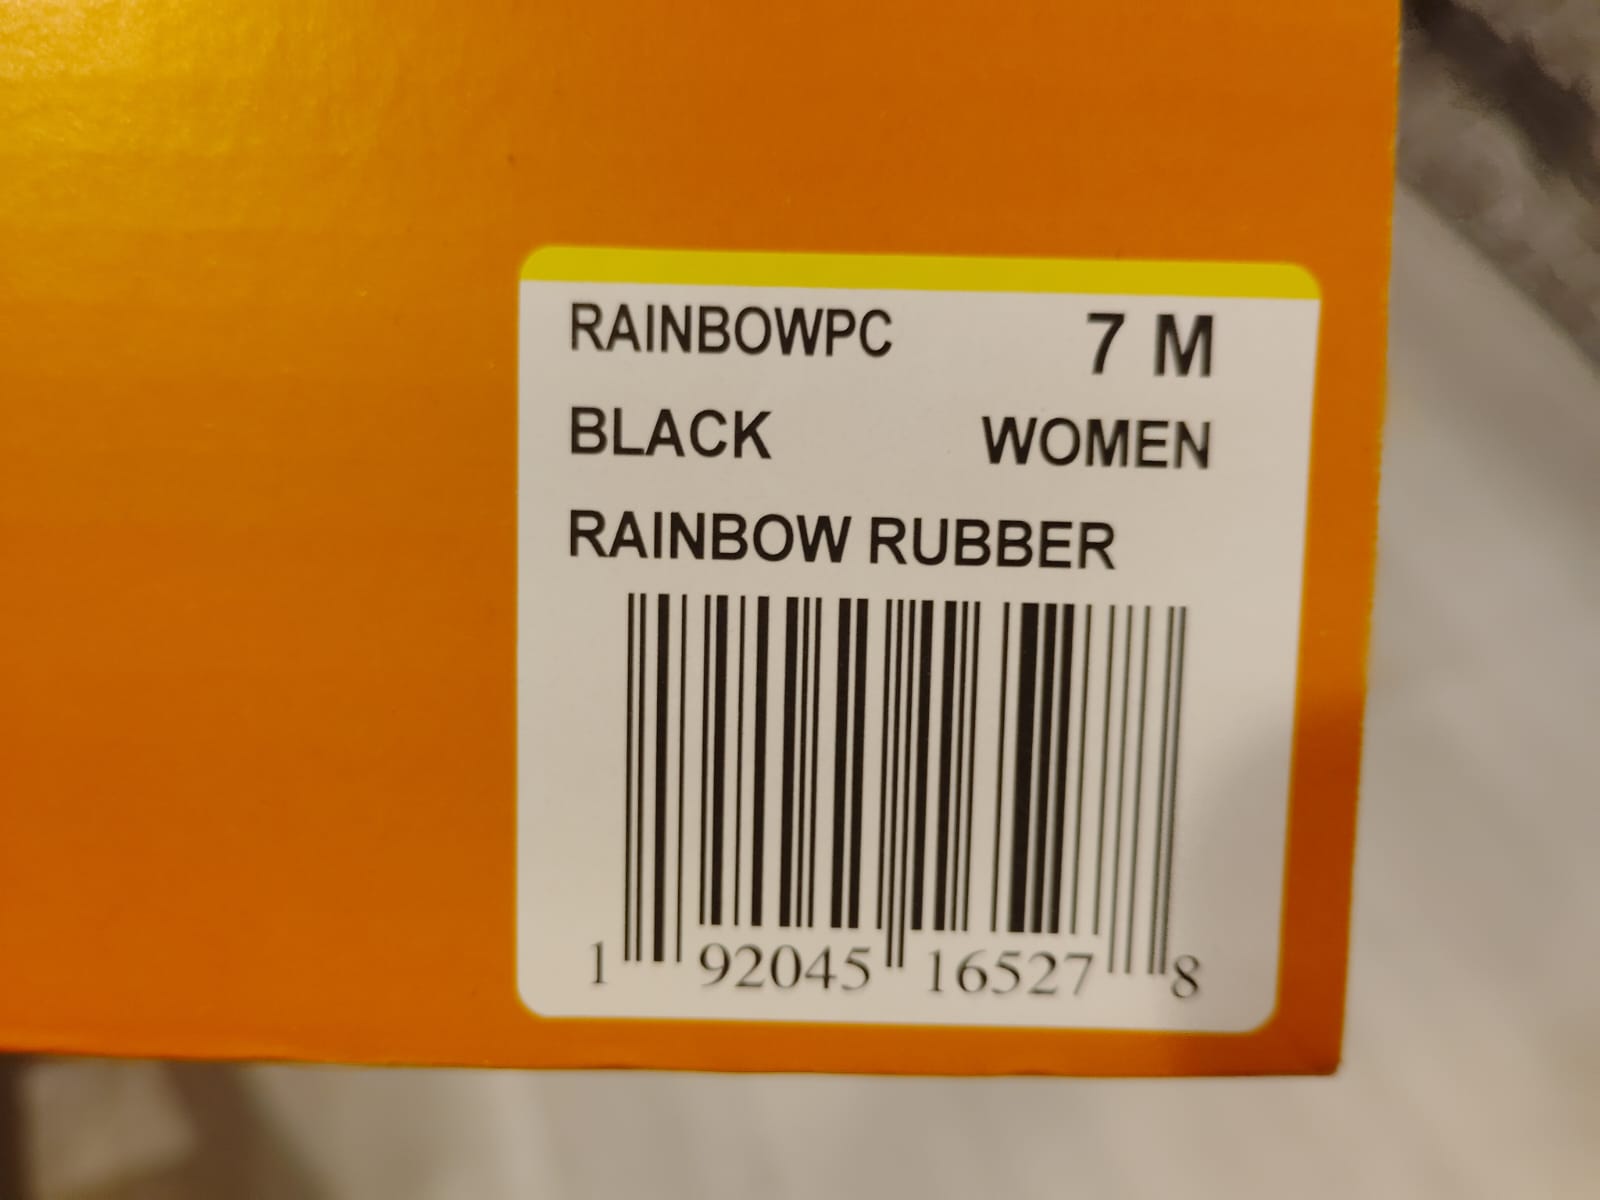 RAINBOWPC 7 M
BLACK WOMEN
RAINBOW RUBBER
1 92045 16527 8